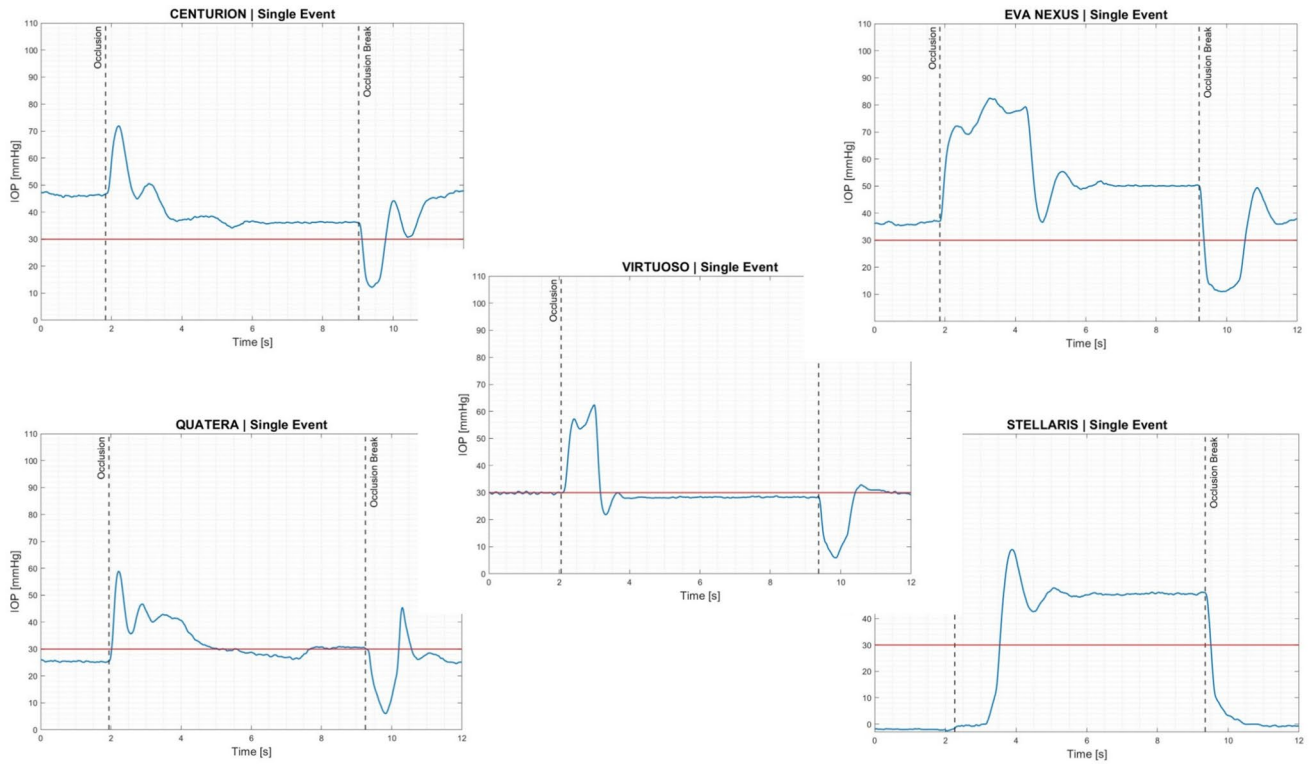 CENTURION | Single Event
110
100
90
80
70
60
50
40
30
20
10
0
IOP [mmHg]
Occlusion
Occlusion Break
0 2 4 6 8 10
Time [s]
EVA NEXUS | Single Event
110
100
90
80
70
60
50
40
30
20
10
IOP [mmHg]
Occlusion
Occlusion Break
0 2 4 6 8 10 12
Time [s]
VIRTUOSO | Single Event
110
100
90
80
70
60
50
40
30
20
10
0
IOP [mmHg]
Occlusion
0 2 4 6 8 10 12
Time [s]
QUATERA | Single Event
110
100
90
80
70
60
50
40
30
20
10
0
IOP [mmHg]
Occlusion
Occlusion Break
0 2 4 6 8 10 12
Time [s]
STELLARIS | Single Event
40
30
20
10
0
Occlusion Break
0 2 4 6 8 10 12
Time [s]